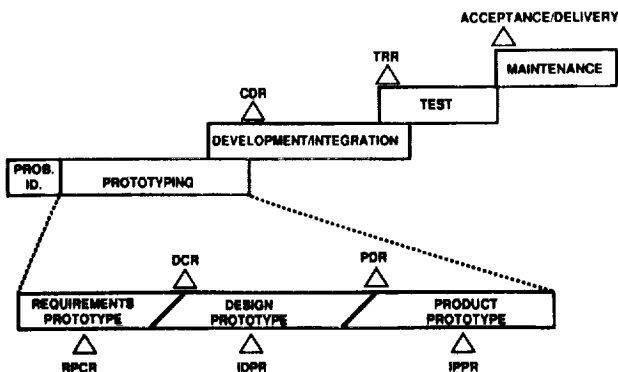 ACCEPTANCE/DELIVERY
TRR
MAINTENANCE
CDR
TEST
DEVELOPMENT/INTEGRATION
PROB.
ID.
PROTOTYPING
DCR
PDR
REQUIREMENTS
PROTOTYPE
DESIGN
PROTOTYPE
PRODUCT
PROTOTYPE
RPCR
IDPR
IPPR